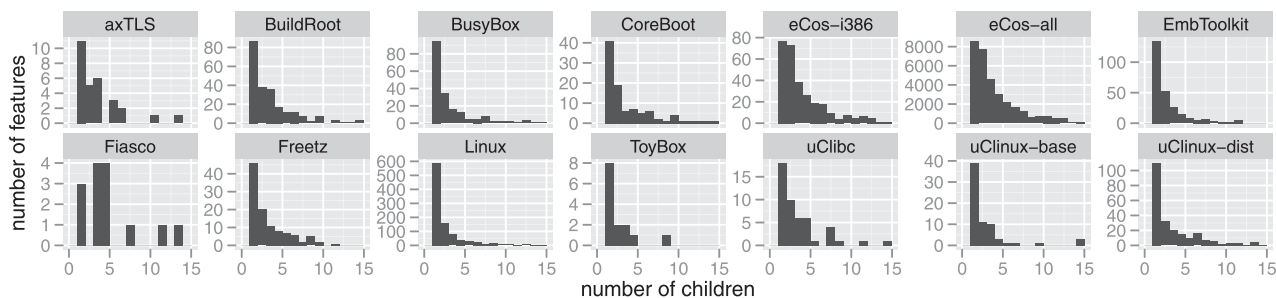 axTLS BuildRoot BusyBox CoreBoot eCos−i386 eCos−all EmbToolkit
10 8 6 4 2 0
80 60 40 20 0
80 60 40 20 0
40 30 20 10 0
80 60 40 20 0
8000 6000 4000 2000 0
100 50 0
number of features
Fiasco Freetz Linux ToyBox uClibc uClinux−base uClinux−dist
4 3 2 1 0
40 30 20 10 0
600 500 400 300 200 100 0
8 6 4 2 0
15 10 5 0
40 30 20 10 0
100 80 60 40 20 0
0 5 10 15 0 5 10 15 0 5 10 15 0 5 10 15 0 5 10 15 0 5 10 15 0 5 10 15
number of children